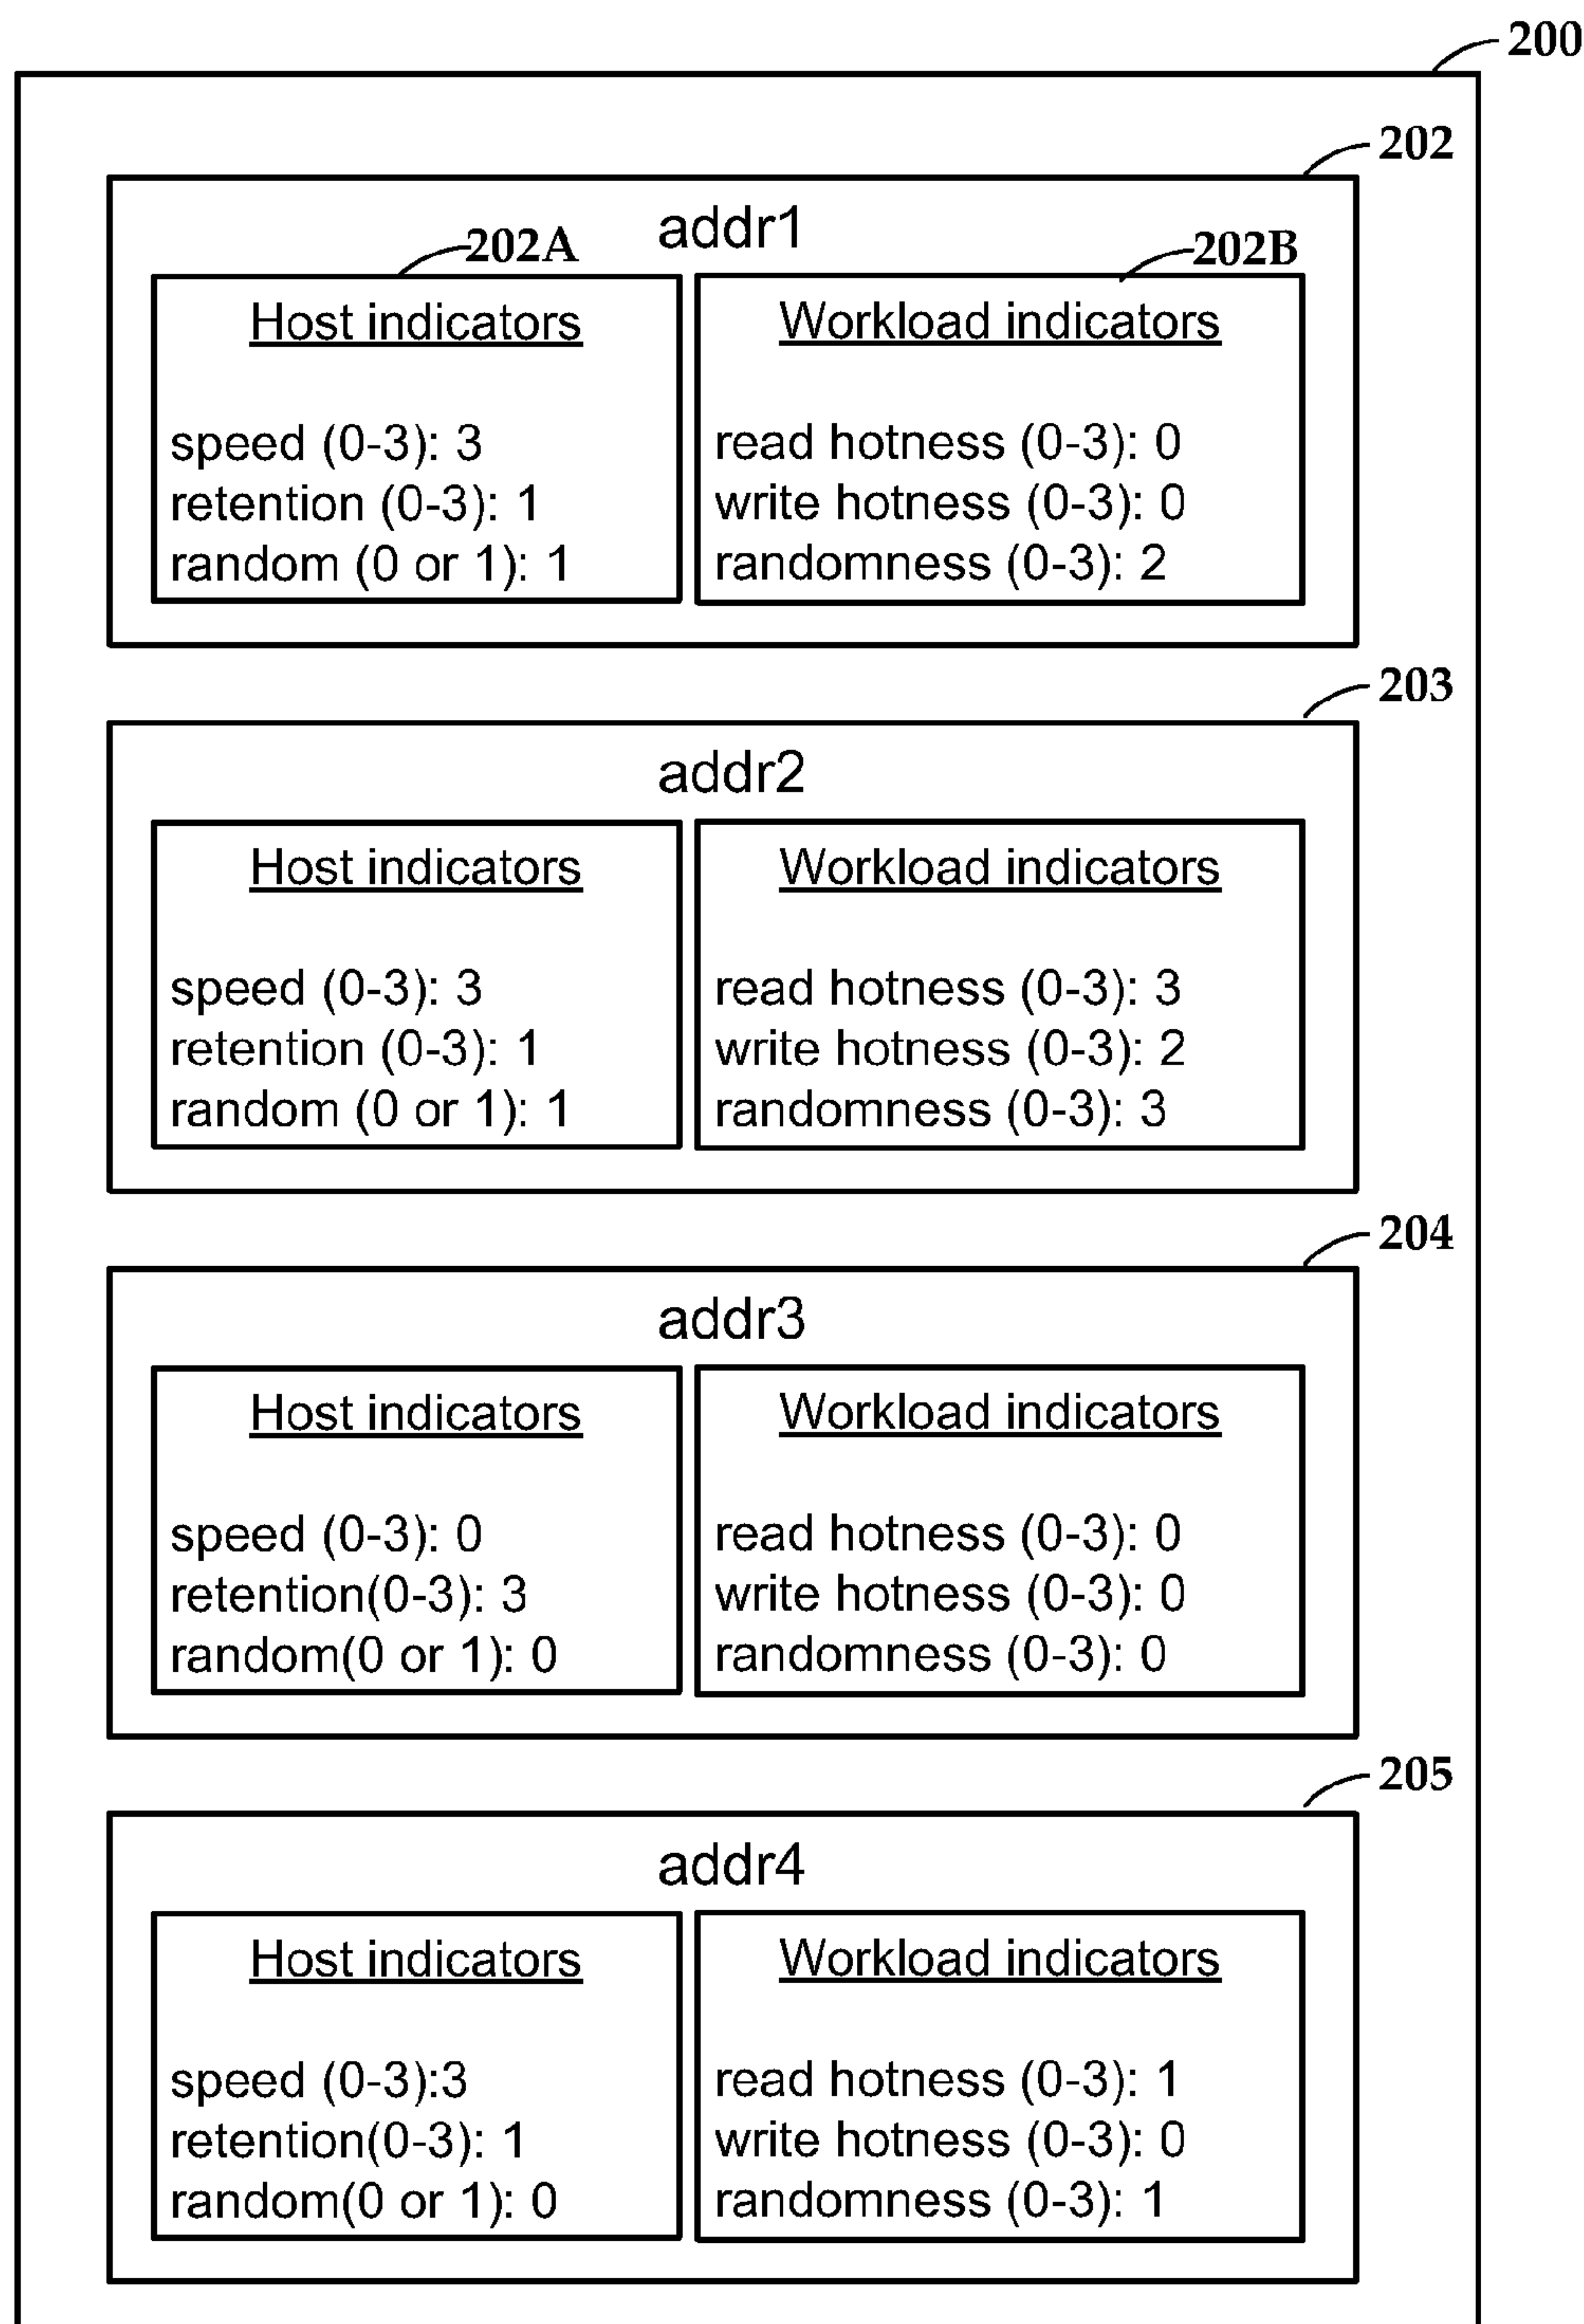 200
202
addr1
202A
202B
Host indicators
speed (0-3): 3
retention (0-3): 1
random (0 or 1): 1
Workload indicators
read hotness (0-3): 0
write hotness (0-3): 0
randomness (0-3): 2
203
addr2
Host indicators
speed (0-3): 3
retention (0-3): 1
random (0 or 1): 1
Workload indicators
read hotness (0-3): 3
write hotness (0-3): 2
randomness (0-3): 3
204
addr3
Host indicators
speed (0-3): 0
retention(0-3): 3
random(0 or 1): 0
Workload indicators
read hotness (0-3): 0
write hotness (0-3): 0
randomness (0-3): 0
205
addr4
Host indicators
speed (0-3):3
retention(0-3): 1
random(0 or 1): 0
Workload indicators
read hotness (0-3): 1
write hotness (0-3): 0
randomness (0-3): 1